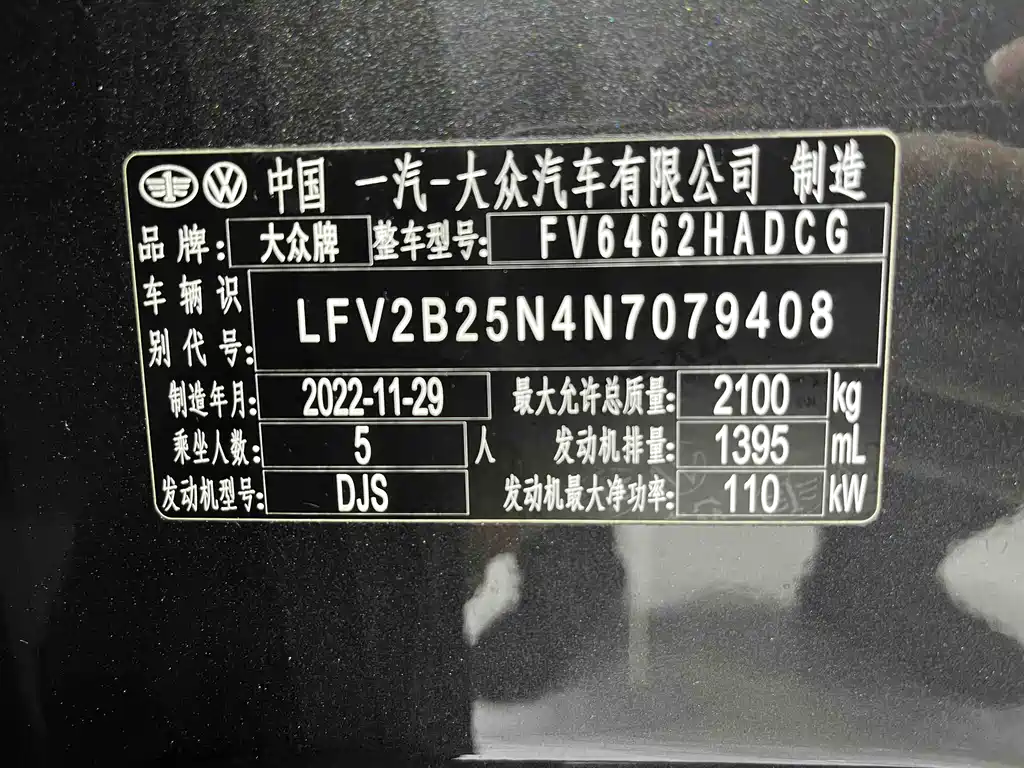 中国 一汽-大众汽车有限公司 制造
品牌: 大众牌 整车型号: FV6462HADCG
车辆识别代号: LFV2B25N4N7079408
制造年月: 2022-11-29 最大允许总质量: 2100 kg
乘坐人数: 5 人 发动机排量: 1395 mL
发动机型号: DJS 发动机最大净功率: 110 kW